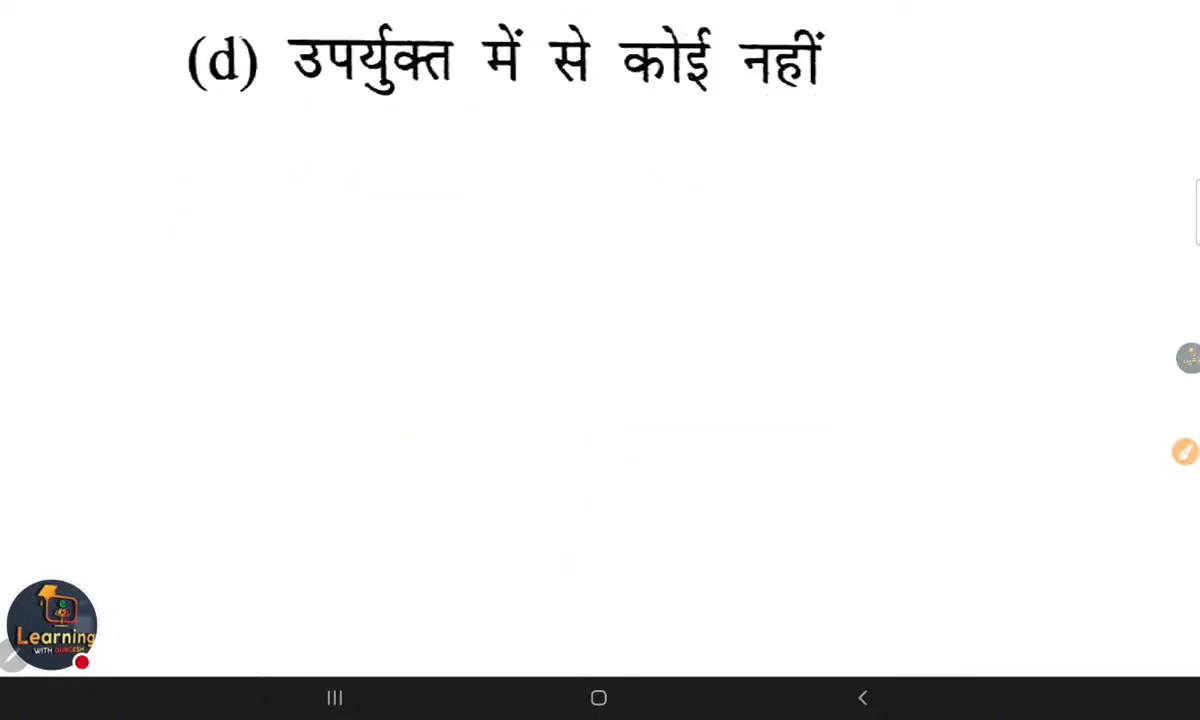 (d) उपर्युक्त में से कोई नहीं
Learning
WITH DURGESH